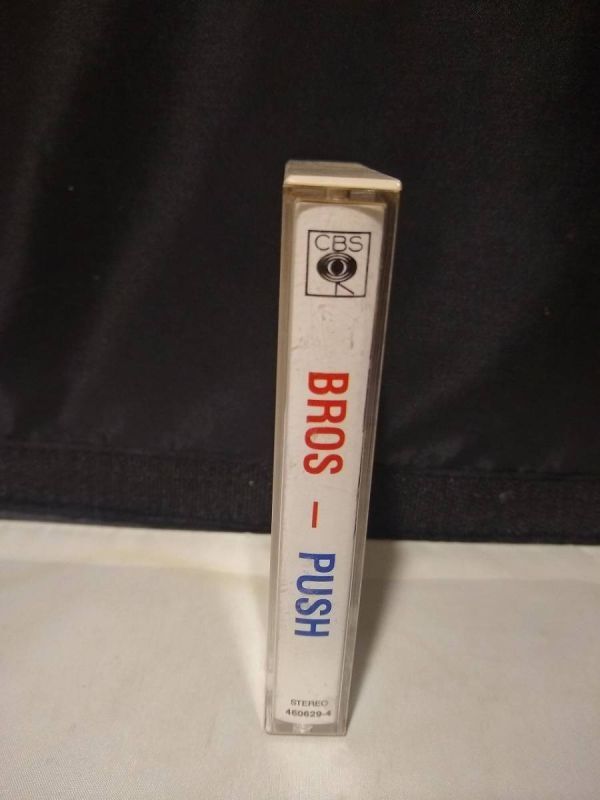 CBS
BROS – PUSH
STEREO
460629-4